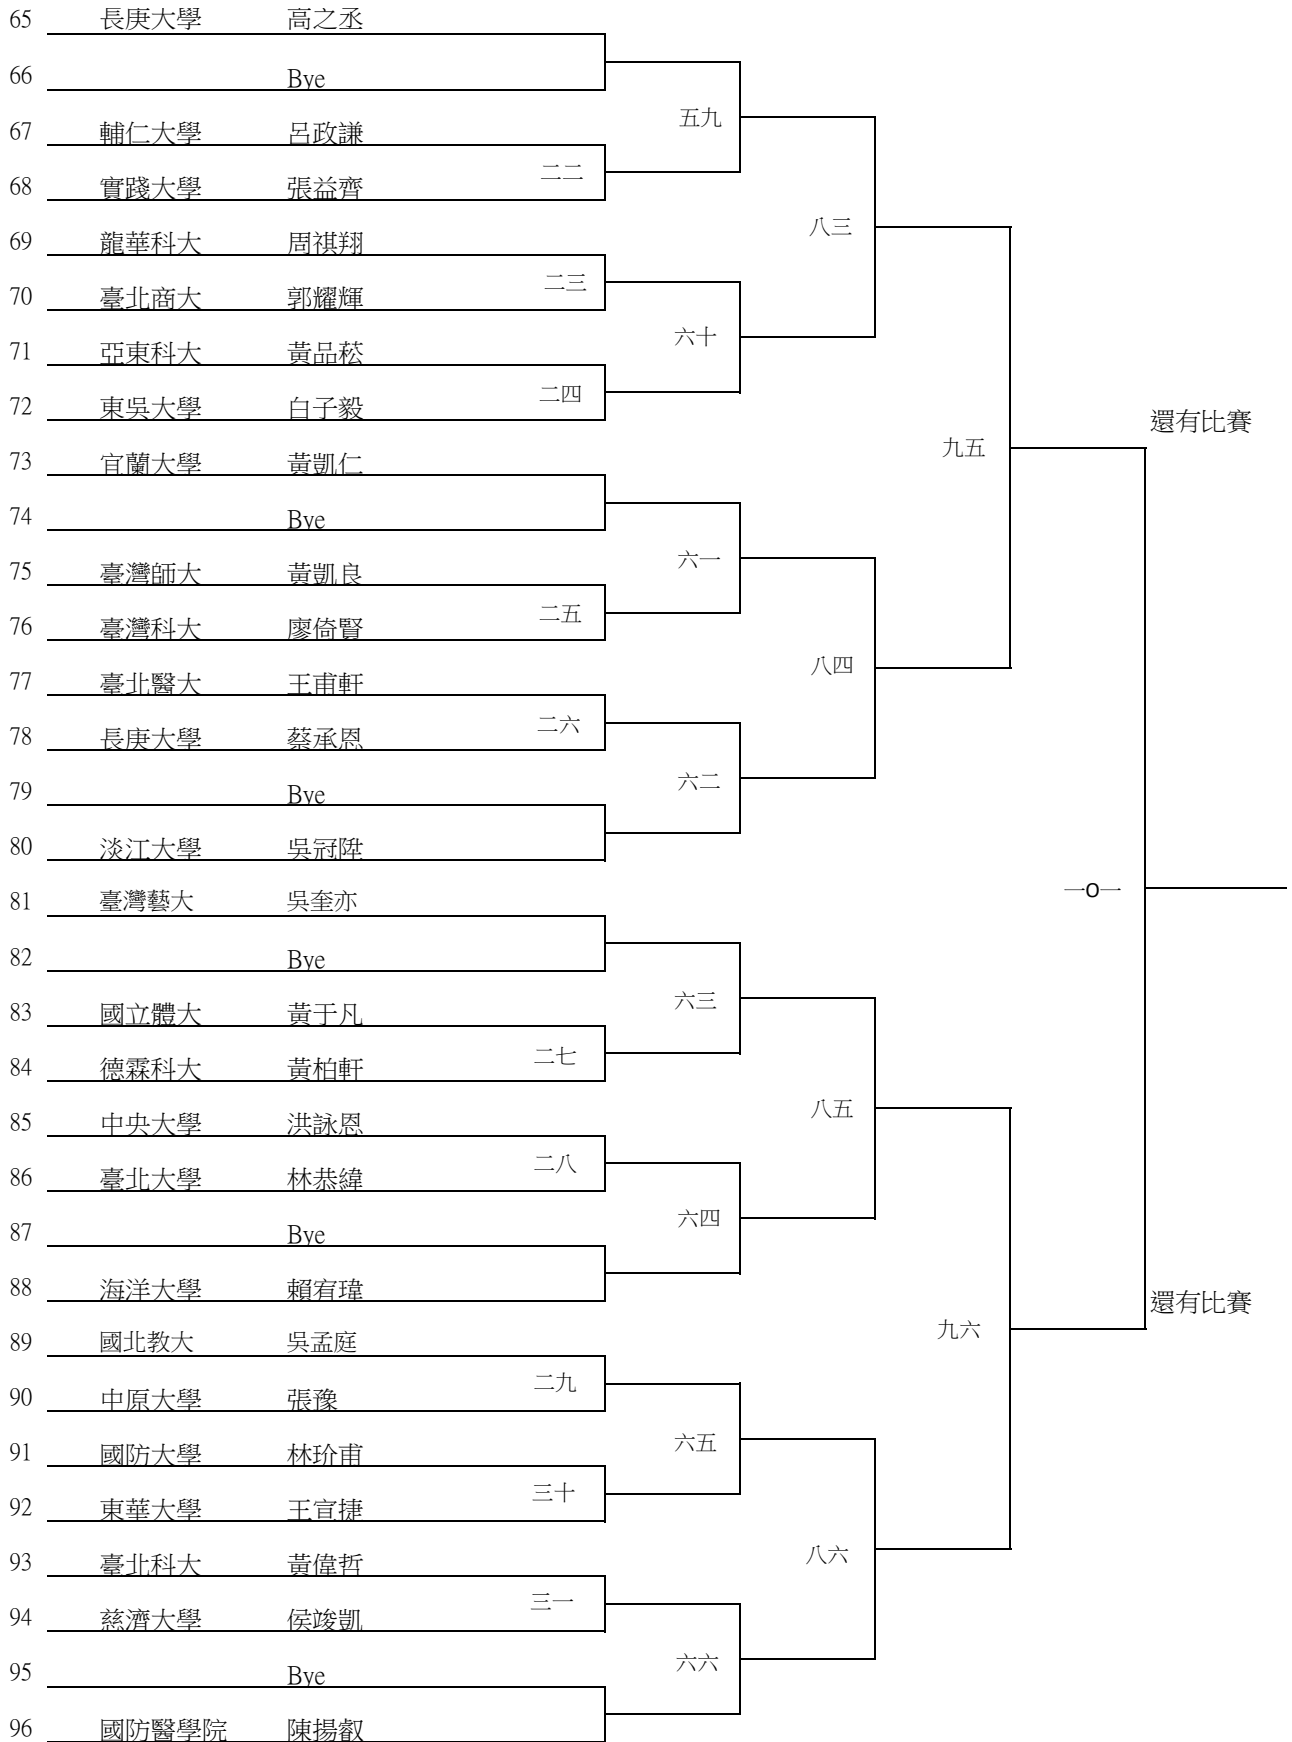 65 長庚大學 高之丞
66 Bye
五九
67 輔仁大學 呂政謙
二二
68 實踐大學 張益齊
八三
69 龍華科大 周祺翔
二三
70 臺北商大 郭耀輝
六十
71 亞東科大 黃品菘
二四
72 東吳大學 白子毅
還有比賽
九五
73 宜蘭大學 黃凱仁
74 Bye
六一
75 臺灣師大 黃凱良
二五
76 臺灣科大 廖倚賢
八四
77 臺北醫大 王甫軒
二六
78 長庚大學 蔡承恩
六二
79 Bye
80 淡江大學 吳冠陞
一0一
81 臺灣藝大 吳奎亦
82 Bye
六三
83 國立體大 黃于凡
二七
84 德霖科大 黃柏軒
八五
85 中央大學 洪詠恩
二八
86 臺北大學 林恭緯
六四
87 Bye
88 海洋大學 賴宥瑋
還有比賽
九六
89 國北教大 吳孟庭
二九
90 中原大學 張豫
六五
91 國防大學 林玠甫
三十
92 東華大學 王宣捷
八六
93 臺北科大 黃偉哲
三一
94 慈濟大學 侯竣凱
六六
95 Bye
96 國防醫學院 陳揚叡